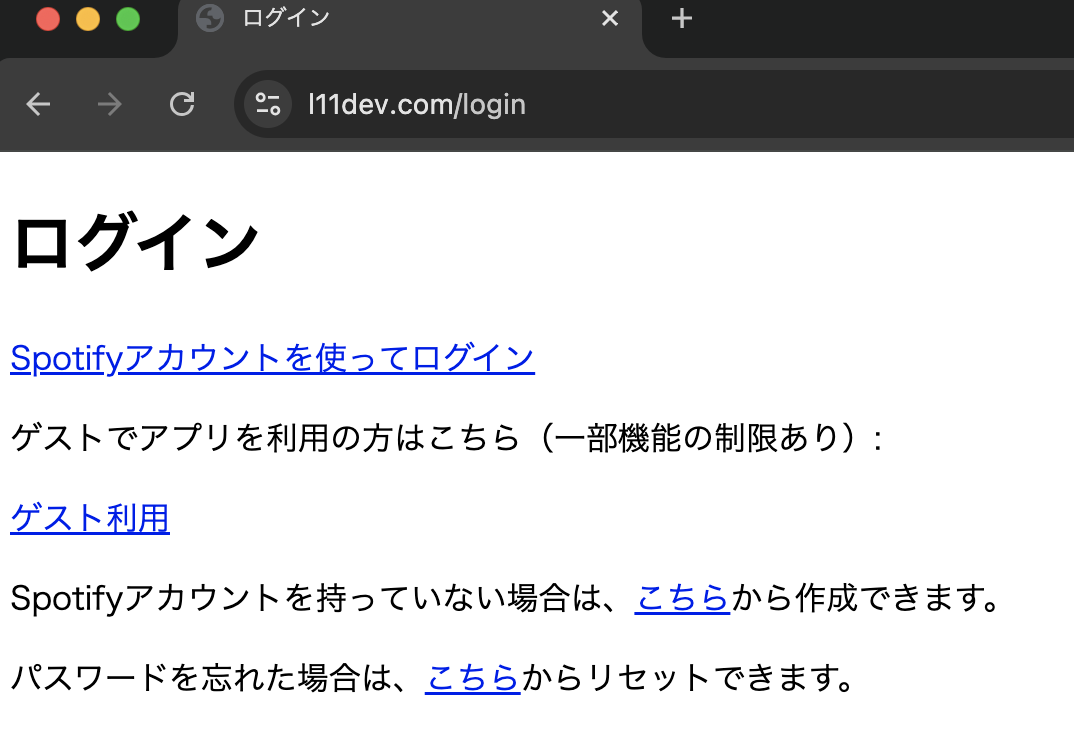 ログイン
l11dev.com/login
ログイン
Spotifyアカウントを使ってログイン
ゲストでアプリを利用の方はこちら（一部機能の制限あり）:
ゲスト利用
Spotifyアカウントを持っていない場合は、こちらから作成できます。
パスワードを忘れた場合は、こちらからリセットできます。